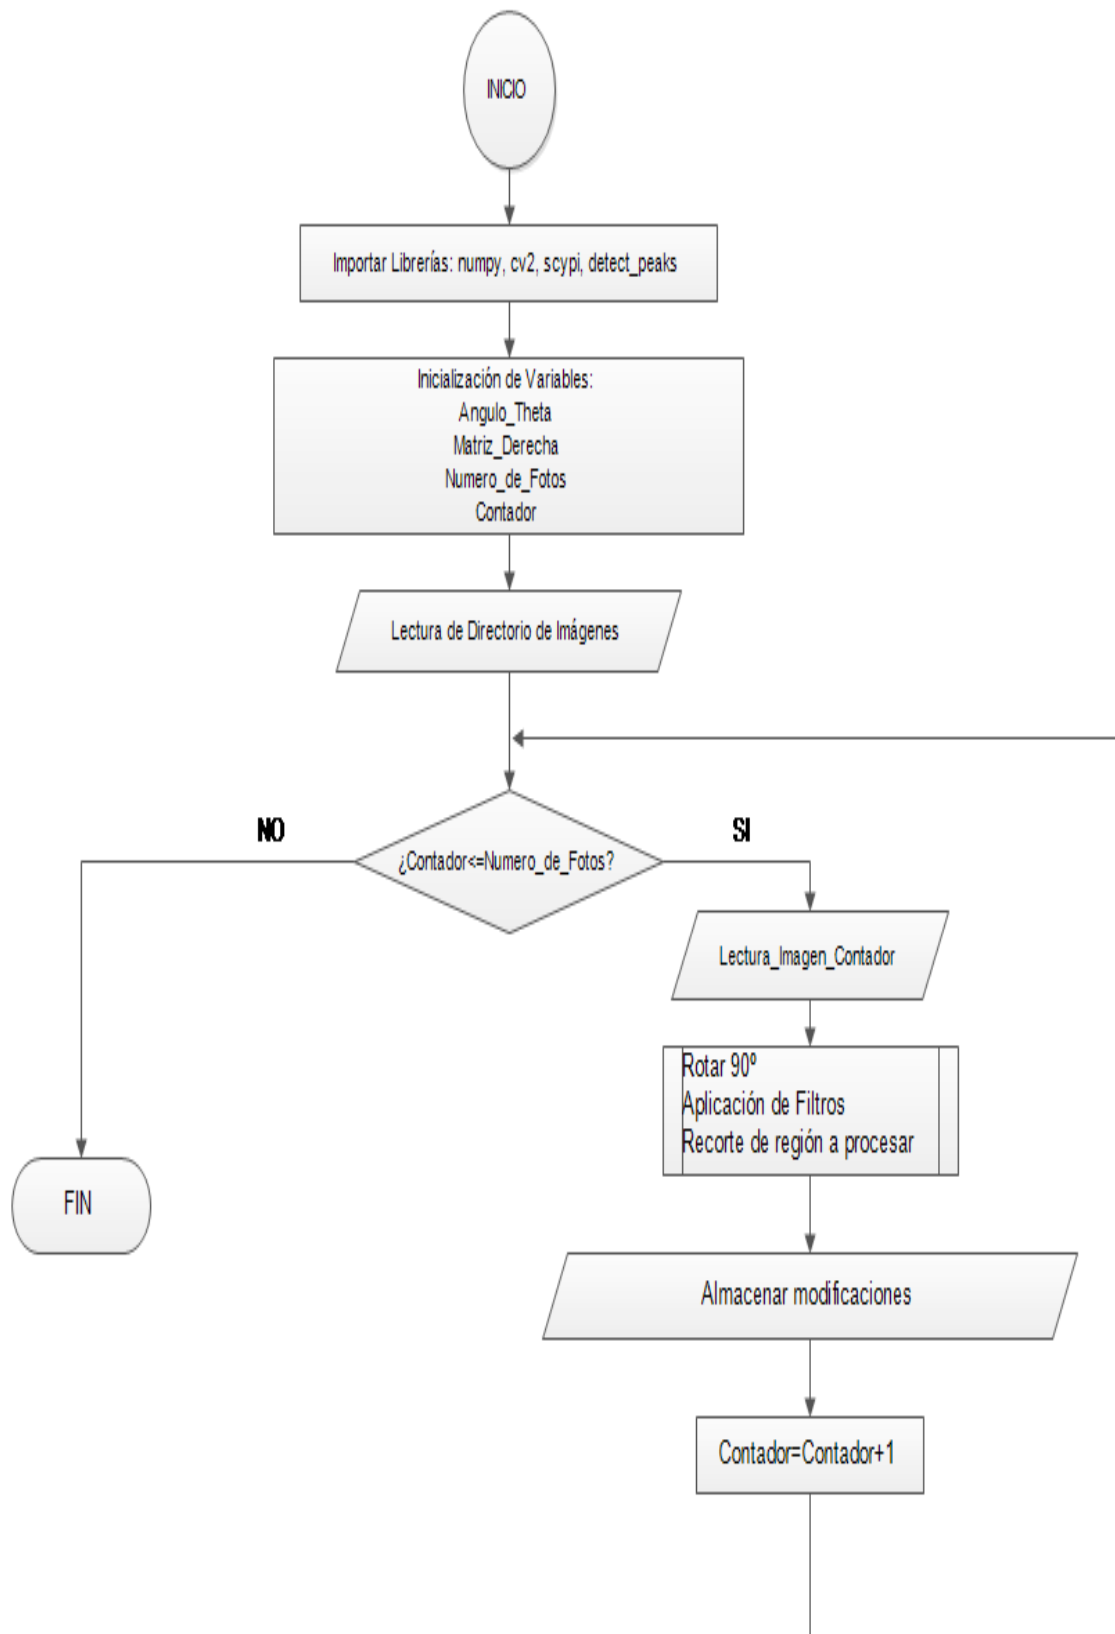 INICIO
Importar Librerías: numpy, cv2, scypi, detect_peaks
Inicialización de Variables:
Angulo_Theta
Matriz_Derecha
Numero_de_Fotos
Contador
Lectura de Directorio de Imágenes
NO
SI
¿Contador<=Numero_de_Fotos?
Lectura_Imagen_Contador
Rotar 90º
Aplicación de Filtros
Recorte de región a procesar
FIN
Almacenar modificaciones
Contador=Contador+1